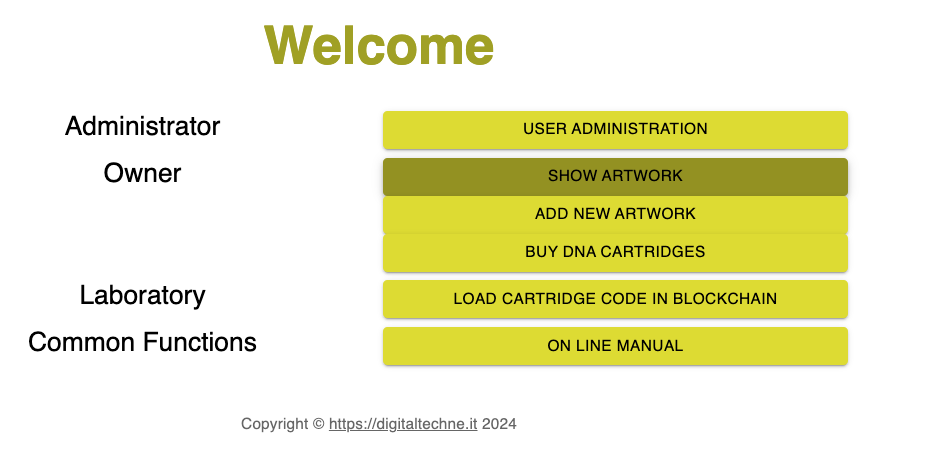 Welcome
Administrator
USER ADMINISTRATION
Owner
SHOW ARTWORK
ADD NEW ARTWORK
BUY DNA CARTRIDGES
Laboratory
LOAD CARTRIDGE CODE IN BLOCKCHAIN
Common Functions
ON LINE MANUAL
Copyright © https://digitaltechne.it 2024